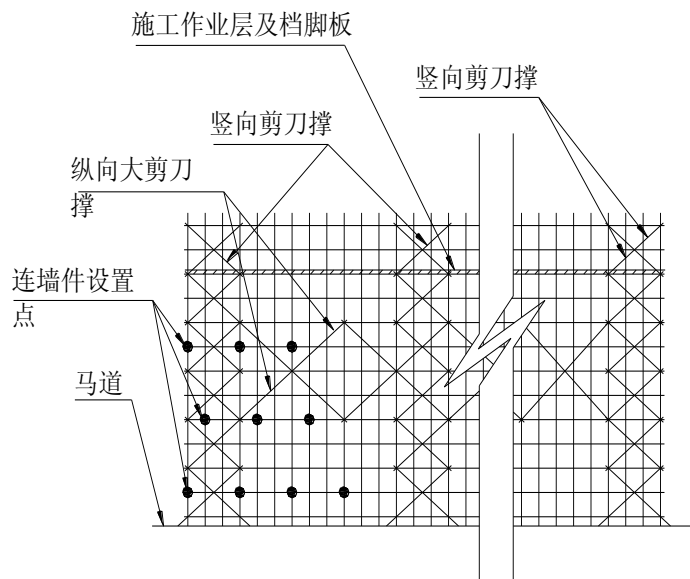 施工作业层及档脚板
竖向剪刀撑
竖向剪刀撑
纵向大剪刀
撑
连墙件设置
点
马道